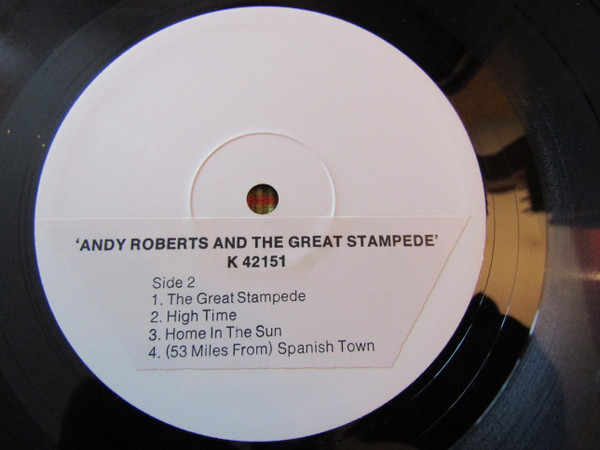 'ANDY ROBERTS AND THE GREAT STAMPEDE'
K 42151
Side 2
1. The Great Stampede
2. High Time
3. Home In The Sun
4. (53 Miles From) Spanish Town